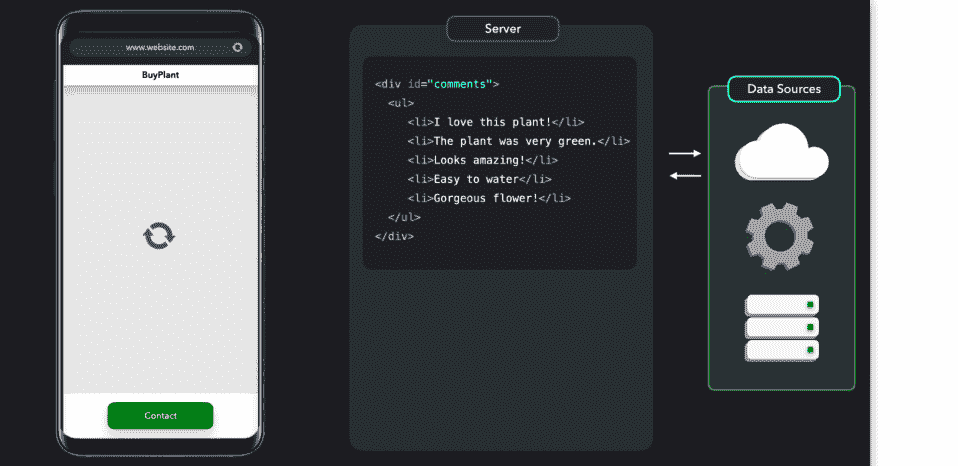 www.website.com
BuyPlant
Contact
Server
<div id="comments">
<ul>
<li>I love this plant!</li>
<li>The plant was very green.</li>
<li>Looks amazing!</li>
<li>Easy to water</li>
<li>Gorgeous flower!</li>
</ul>
</div>
Data Sources